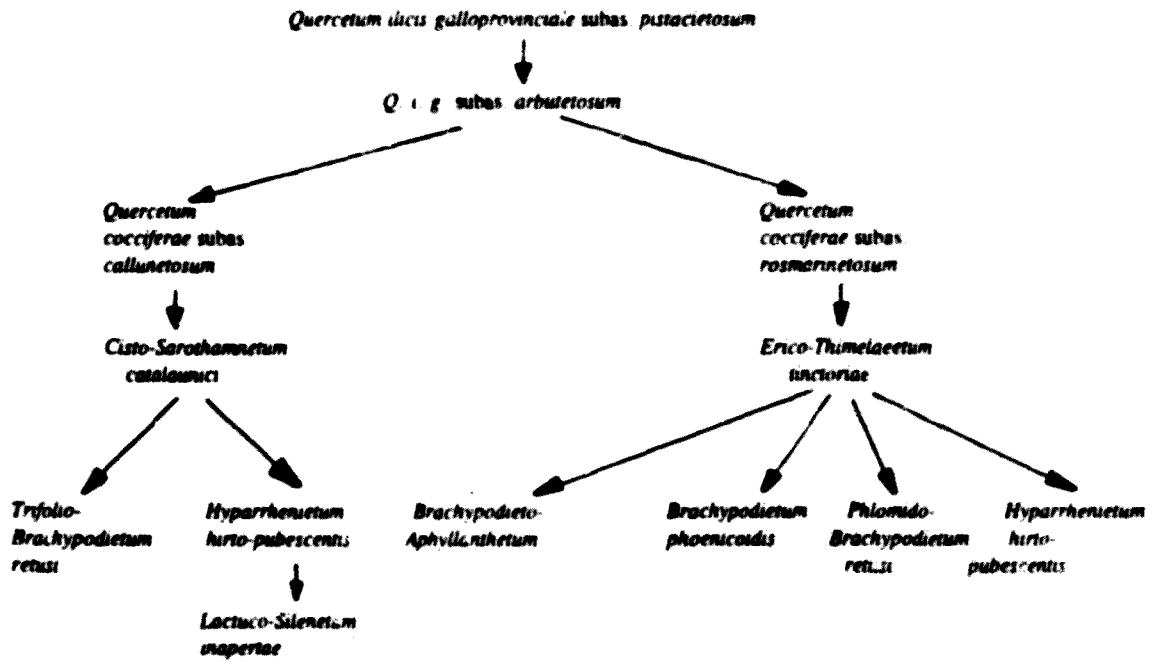 Quercetum ilicis galloprovinciale subas. pistacietosum
Q. i. g. subas. arbutetosum
Quercetum
cocciferae subas
callunetosum
Quercetum
cocciferae subas.
rosmarinetosum
Cisto-Sarothamnetum
catalaunici
Erico-Thimelaeetum
tinctoriae
Trifolio-
Brachypodietum
retusi
Hyparrhenietum
hirto-pubescentis
Brachypodieto-
Aphyllanthetum
Brachypodietum
phoenicoidis
Phlomido-
Brachypodietum
retusi
Hyparrhenietum
hirto-
pubescentis
Lactuco-Silenetum
inapertae